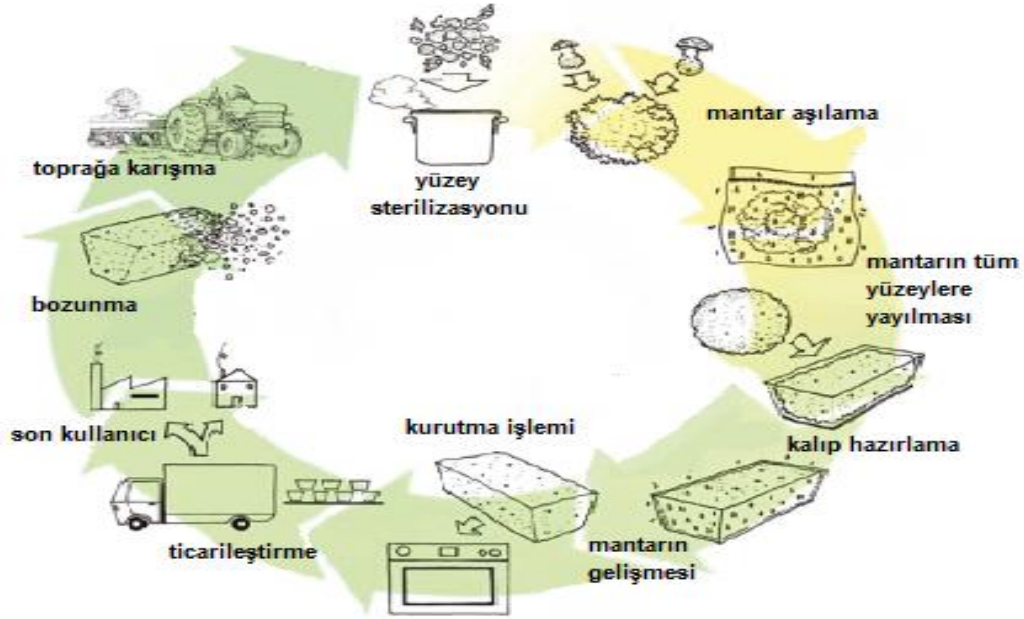 yüzey
sterilizasyonu
mantar aşılama
mantarın tüm
yüzeylere
yayılması
kalıp hazırlama
mantarın
gelişmesi
kurutma işlemi
ticarileştirme
son kullanıcı
bozunma
toprağa karışma